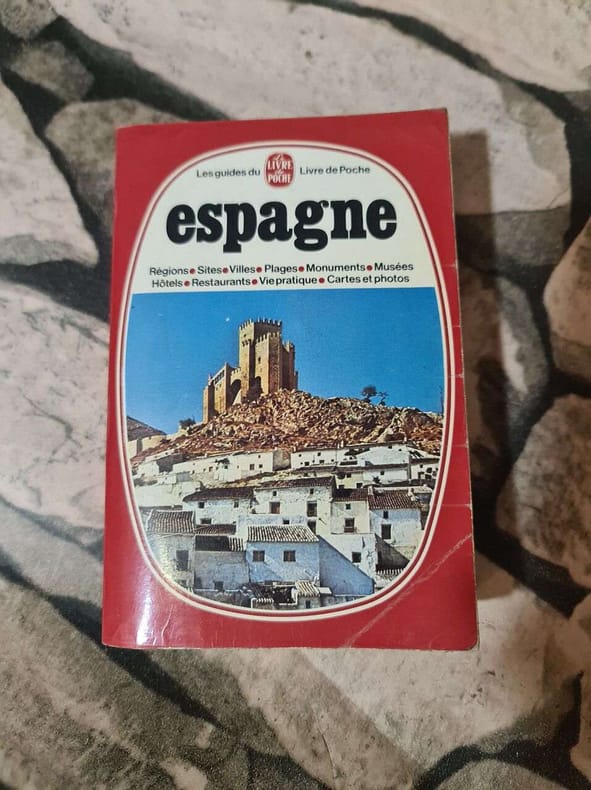 Les guides du Le LIVRE de POCHE Livre de Poche
espagne
Régions • Sites • Villes • Plages • Monuments • Musées
Hôtels • Restaurants • Vie pratique • Cartes et photos